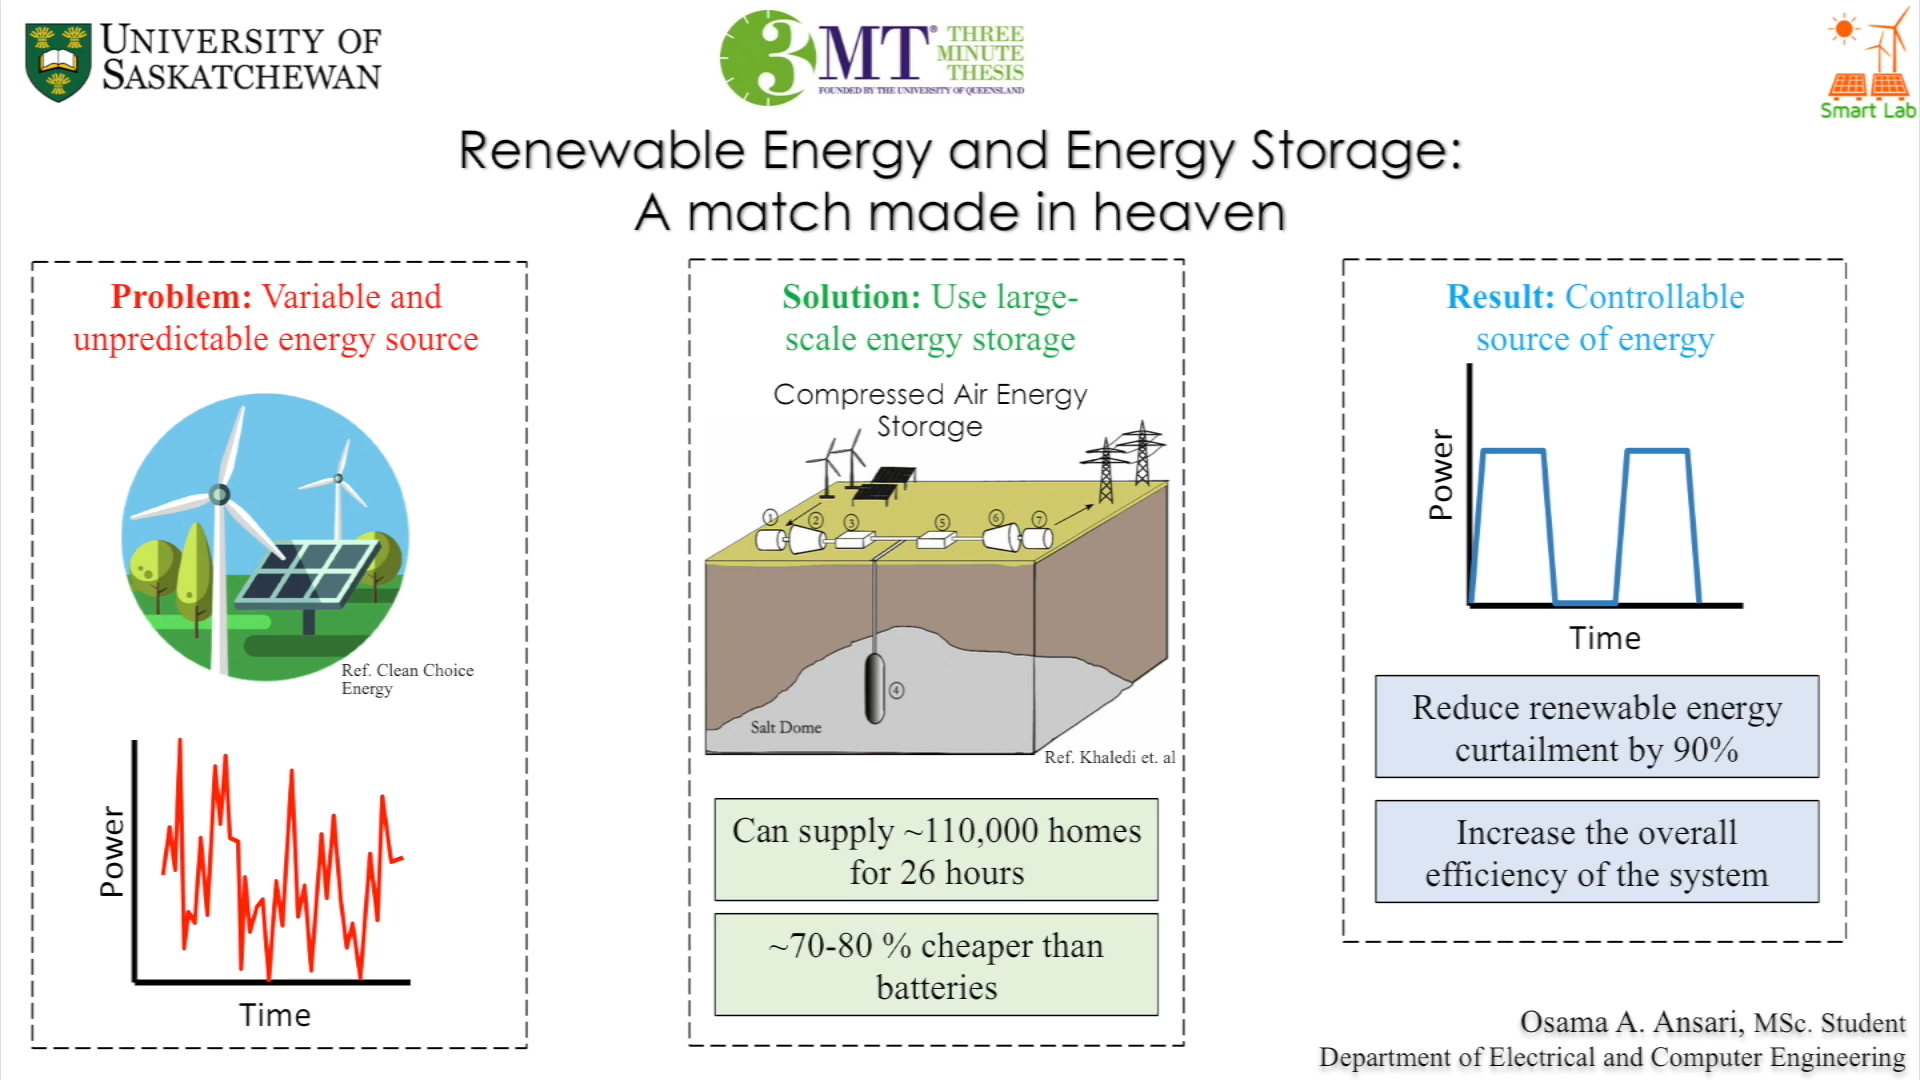 UNIVERSITY OF
SASKATCHEWAN
3MT® THREE
MINUTE
THESIS
FOUNDED BY THE UNIVERSITY OF QUEENSLAND
Smart Lab
Renewable Energy and Energy Storage:
A match made in heaven
Problem: Variable and
unpredictable energy source
Ref. Clean Choice
Energy
Power
Time
Solution: Use large-
scale energy storage
Compressed Air Energy
Storage
1
2
3
5
6
7
4
Salt Dome
Ref. Khaledi et. al
Can supply ~110,000 homes
for 26 hours
~70-80 % cheaper than
batteries
Result: Controllable
source of energy
Power
Time
Reduce renewable energy
curtailment by 90%
Increase the overall
efficiency of the system
Osama A. Ansari, MSc. Student
Department of Electrical and Computer Engineering